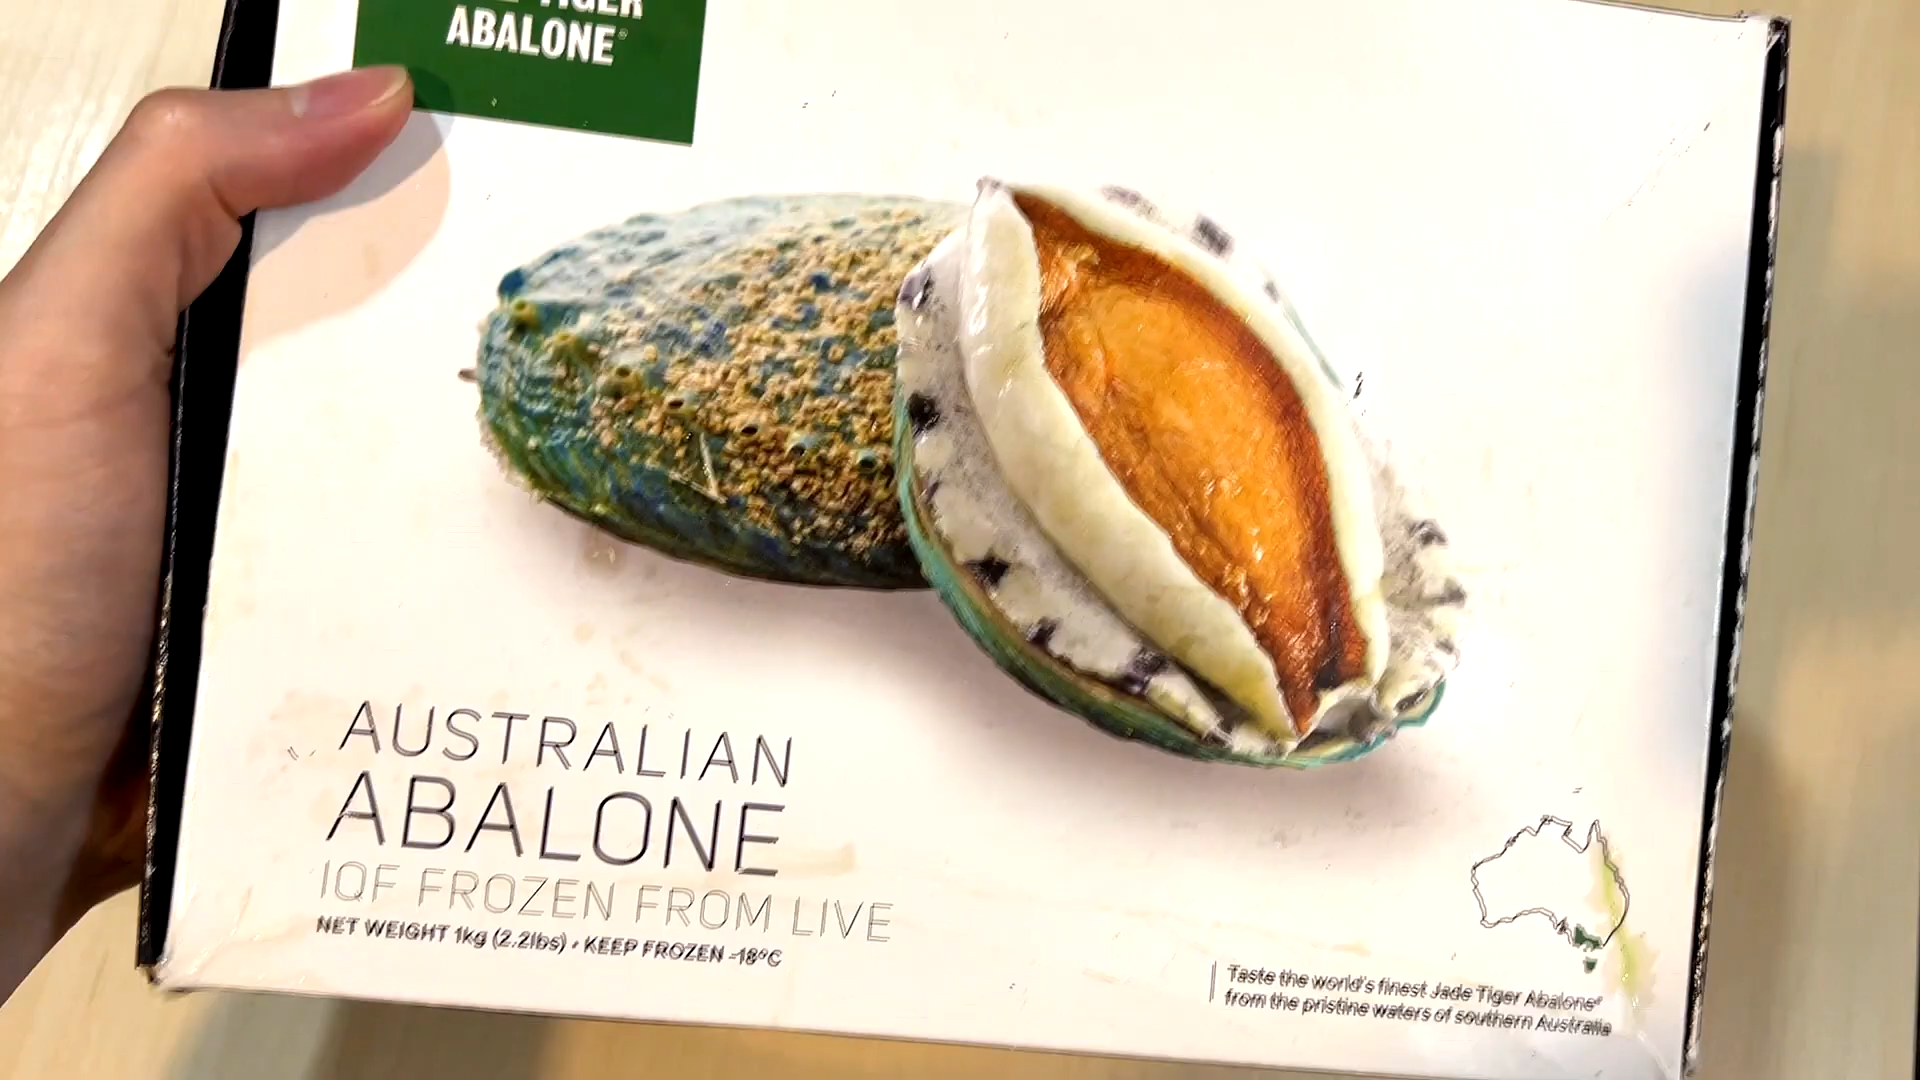 TIGER
ABALONE®
AUSTRALIAN
ABALONE
IQF FROZEN FROM LIVE
NET WEIGHT 1kg (2.2lbs) • KEEP FROZEN -18°C
Taste the world's finest Jade Tiger Abalone®
from the pristine waters of southern Australia